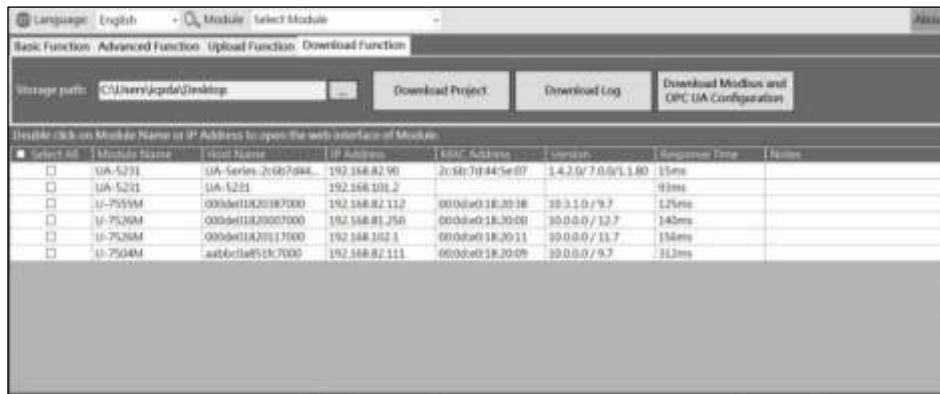 Language: English Module Select Module
Basic Function Advanced Function Upload Function Download Function
Storage path: C:\Users\icpda\Desktop ... Download Project Download Log Download Modbus and
OPC UA Configuration
Double click on Module Name or IP Address to open the web interface of Module.
Select All Module Name Host Name IP Address MAC Address Version Response Time Notes
UA-5231 UA-Series-2c6b7d44... 192.168.82.90 2c:6b:7d:44:5e:07 1.4.2.0/ 7.0.0/1.1.80 15ms
UA-5231 UA-5231 192.168.101.2 93ms
U-7555M 000de01820387000 192.168.82.112 00:0d:e0:18:20:38 10.3.1.0 / 9.7 125ms
U-7526M 000de01820007000 192.168.81.250 00:0d:e0:18:20:00 10.0.0.0 / 12.7 140ms
U-7526M 000de01820117000 192.168.102.1 00:0d:e0:18:20:11 10.0.0.0 / 11.7 156ms
U-7504M 192.168.82.111 00:0d:e0:18:20:09 10.0.0.0 / 9.7 312ms